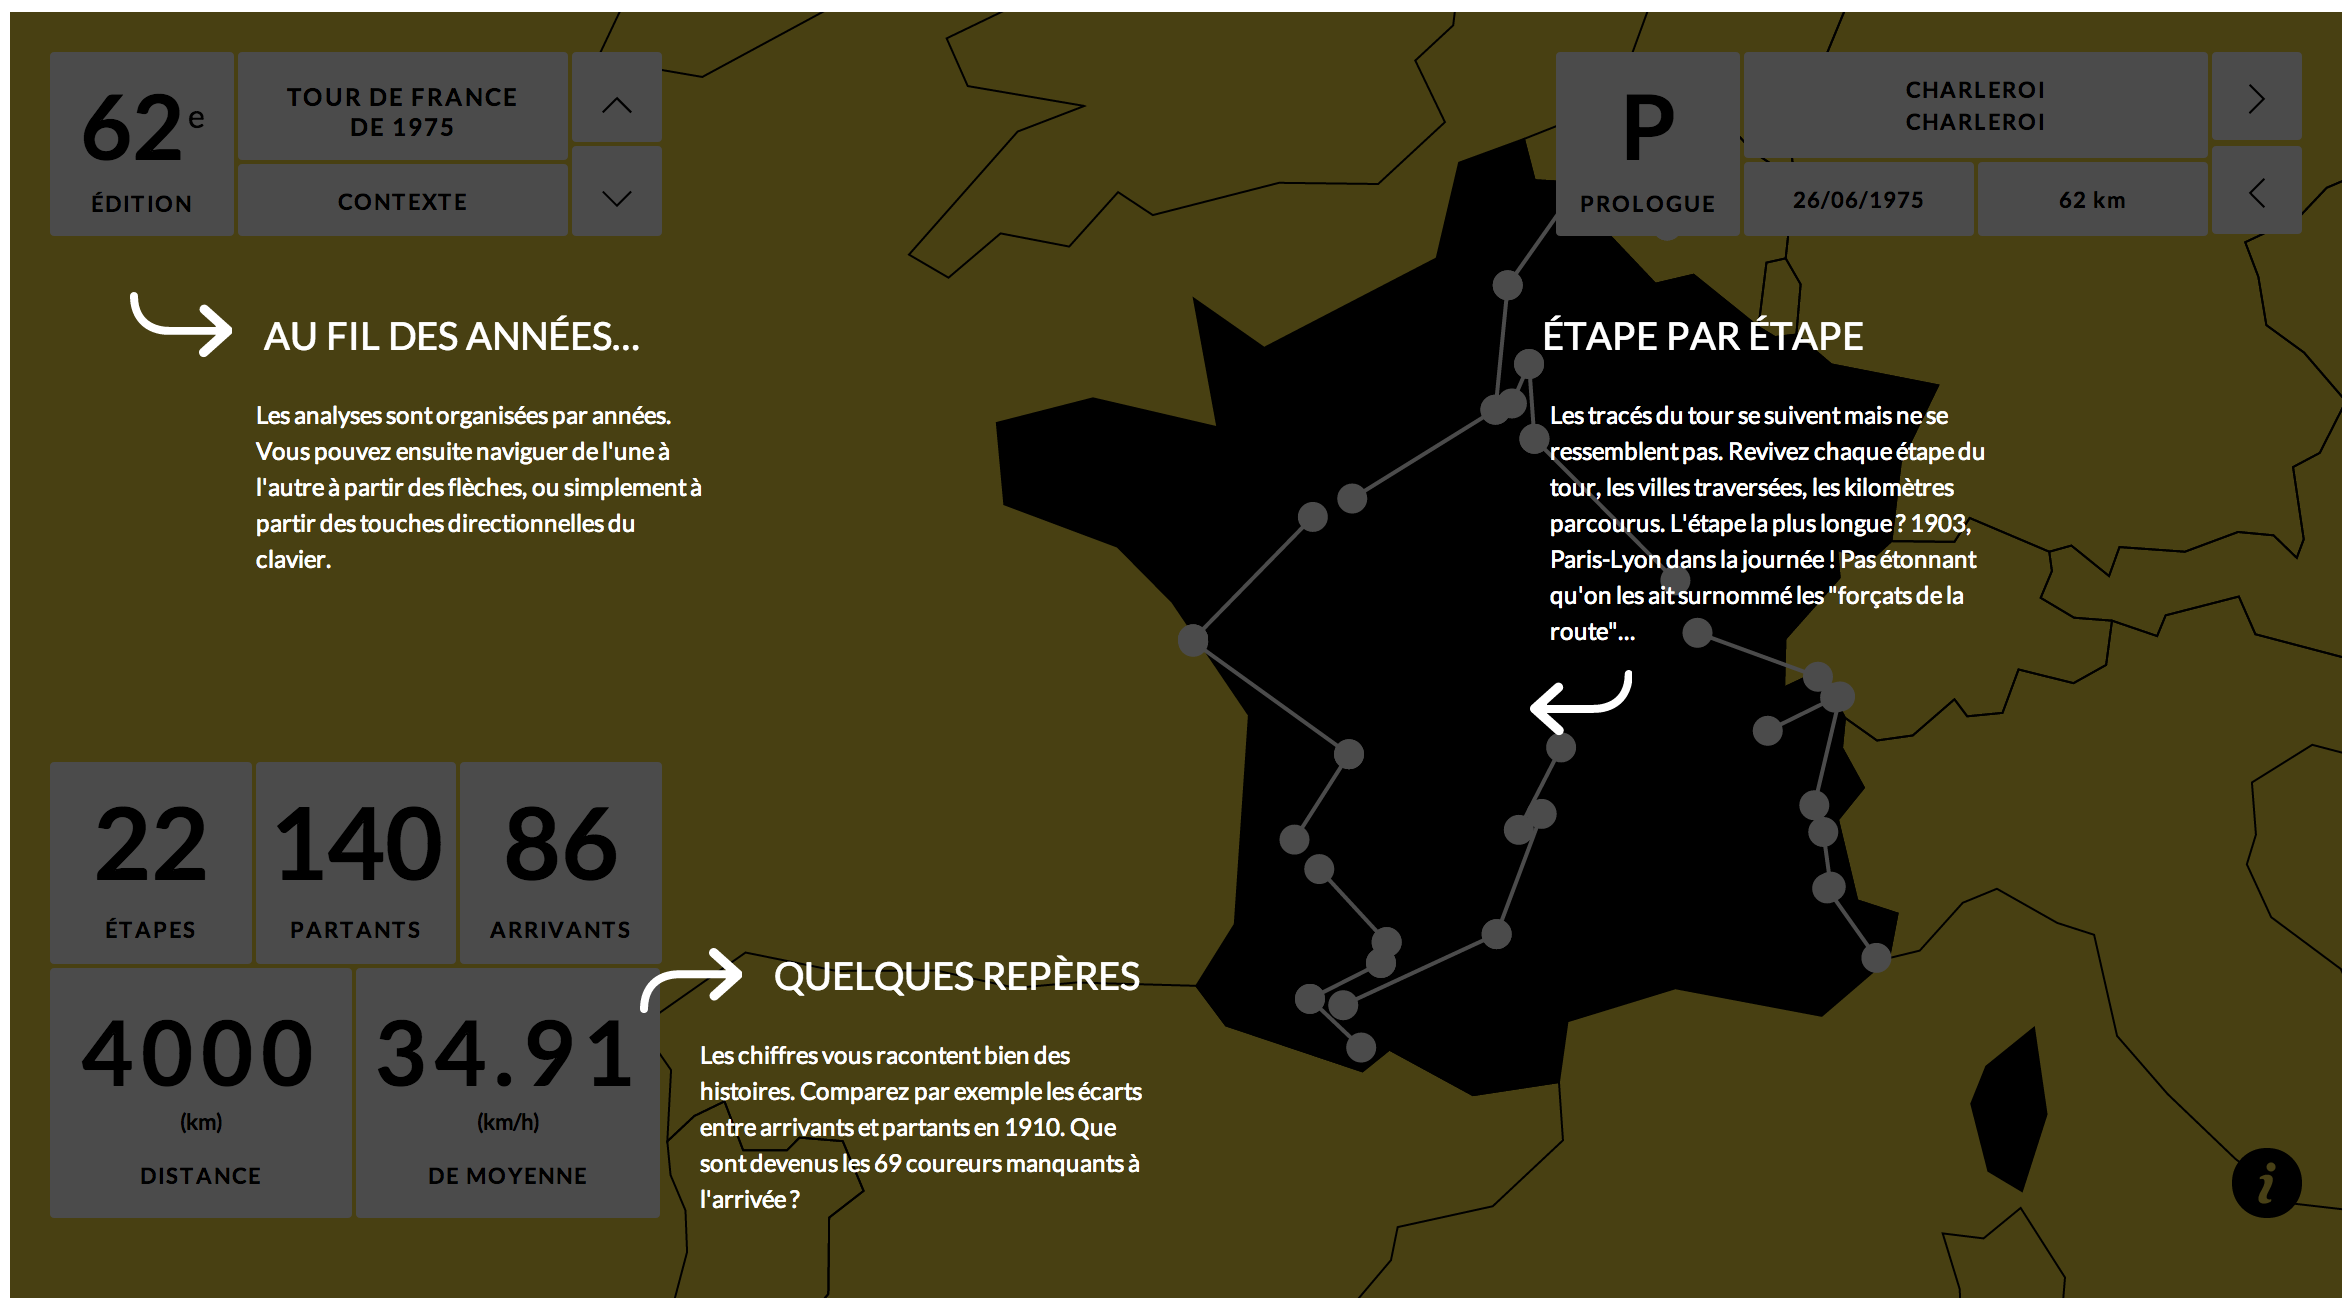 62e
ÉDITION
TOUR DE FRANCE
DE 1975
CONTEXTE
P
PROLOGUE
CHARLEROI
CHARLEROI
26/06/1975
62 km
AU FIL DES ANNÉES...
Les analyses sont organisées par années.
Vous pouvez ensuite naviguer de l'une à
l'autre à partir des flèches, ou simplement à
partir des touches directionnelles du
clavier.
ÉTAPE PAR ÉTAPE
Les tracés du tour se suivent mais ne se
ressemblent pas. Revivez chaque étape du
tour, les villes traversées, les kilomètres
parcourus. L'étape la plus longue ? 1903,
Paris-Lyon dans la journée ! Pas étonnant
qu'on les ait surnommé les "forçats de la
route"...
22
ÉTAPES
140
PARTANTS
86
ARRIVANTS
4000
(km)
DISTANCE
34.91
(km/h)
DE MOYENNE
QUELQUES REPÈRES
Les chiffres vous racontent bien des
histoires. Comparez par exemple les écarts
entre arrivants et partants en 1910. Que
sont devenus les 69 coureurs manquants à
l'arrivée ?
i